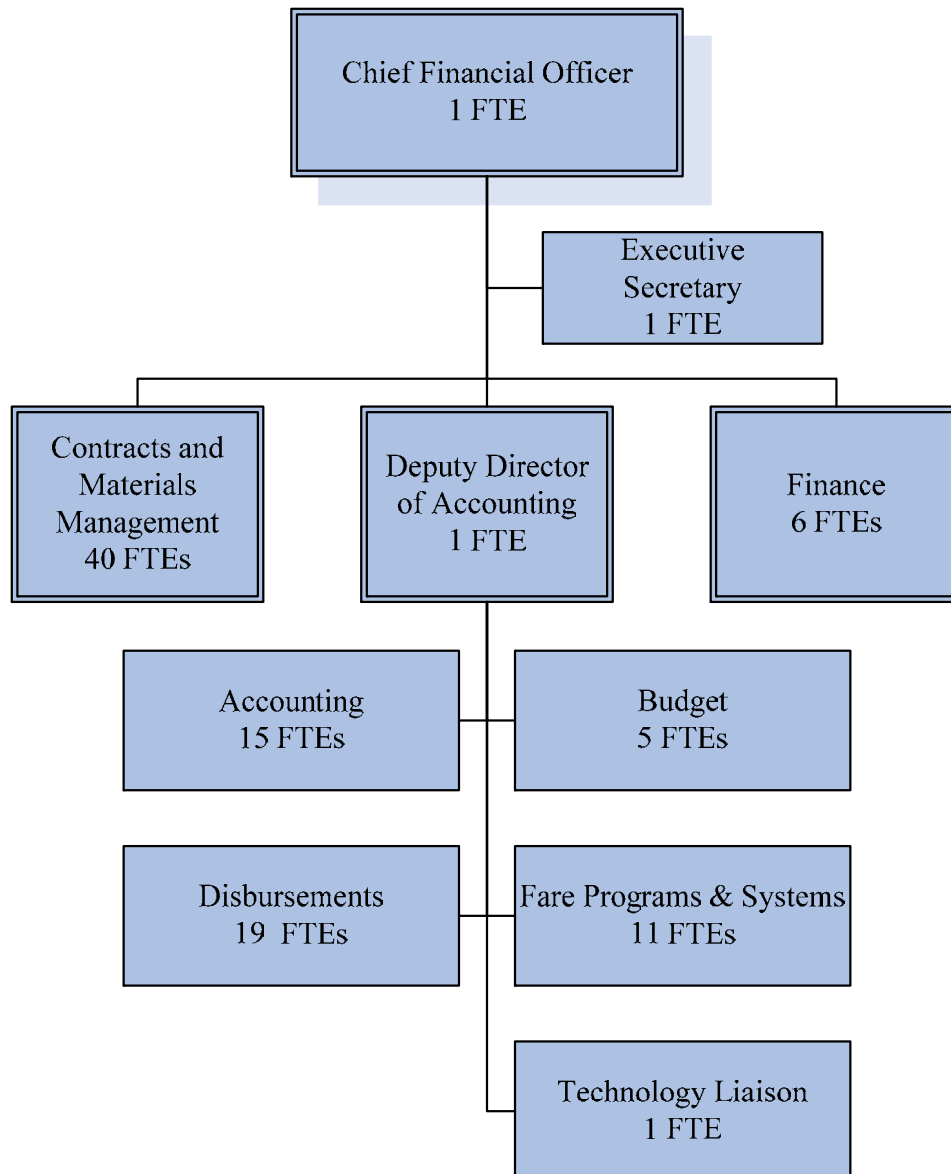 Chief Financial Officer
1 FTE
Executive
Secretary
1 FTE
Contracts and
Materials
Management
40 FTEs
Deputy Director
of Accounting
1 FTE
Finance
6 FTEs
Accounting
15 FTEs
Budget
5 FTEs
Disbursements
19 FTEs
Fare Programs & Systems
11 FTEs
Technology Liaison
1 FTE